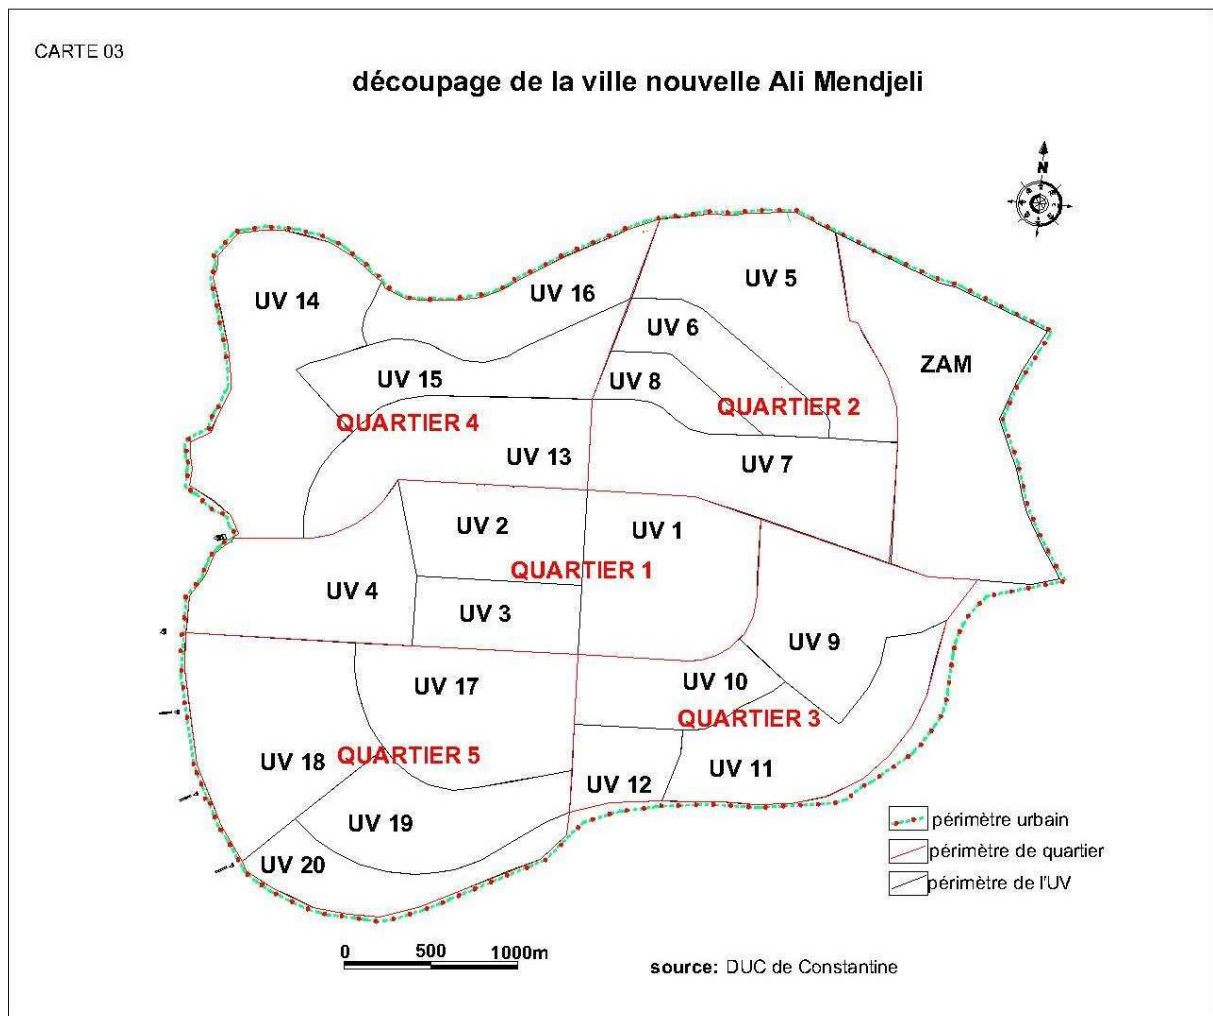 CARTE 03
découpage de la ville nouvelle Ali Mendjeli
N
UV 14
UV 16
UV 5
UV 6
ZAM
UV 15
UV 8
QUARTIER 4
QUARTIER 2
UV 13
UV 7
UV 2
UV 1
QUARTIER 1
UV 4
UV 3
UV 9
UV 17
UV 10
QUARTIER 3
UV 18
QUARTIER 5
UV 12
UV 11
UV 19
UV 20
périmètre urbain
périmètre de quartier
périmètre de l'UV
0 500 1000m
source: DUC de Constantine